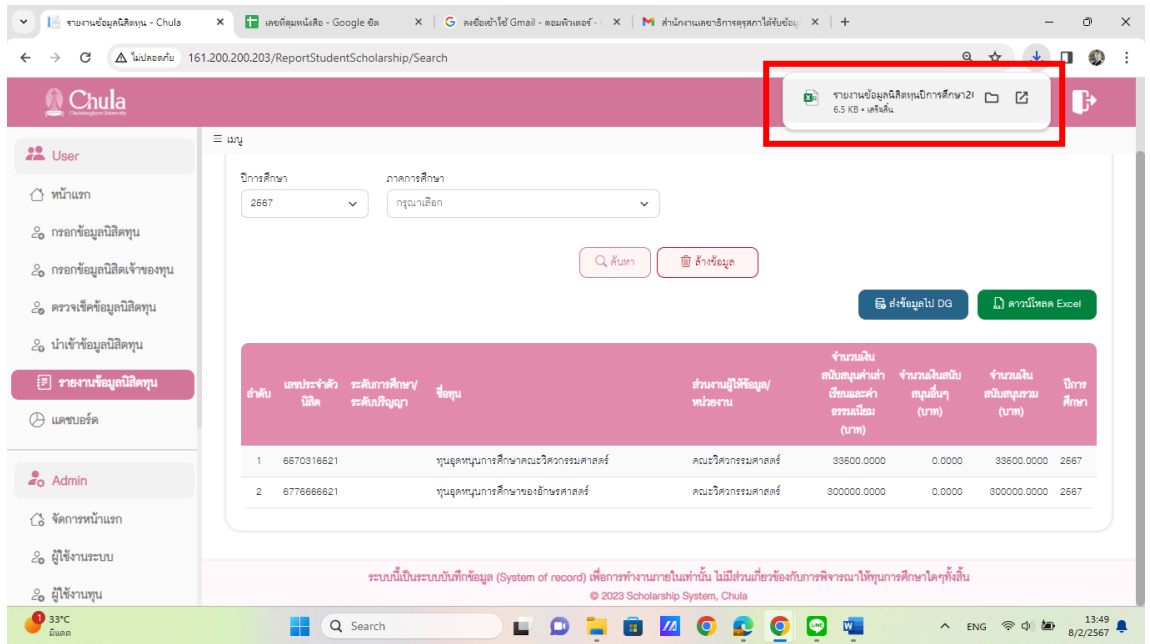 รายงานข้อมูลนิสิตทุน - Chula
เลขที่คุมหนังสือ - Google ชีต
ลงชื่อเข้าใช้ Gmail - คอมพิวเตอร์ -
สำนักงานเลขาธิการคุรุสภาได้รับข้อมู
ไม่ปลอดภัย
161.200.200.203/ReportStudentScholarship/Search
Chula
Chulalongkorn University
รายงานข้อมูลนิสิตทุนปีการศึกษา2
6.5 KB • เสร็จสิ้น
เมนู
User
หน้าแรก
กรอกข้อมูลนิสิตทุน
กรอกข้อมูลนิสิตเจ้าของทุน
ตรวจเช็คข้อมูลนิสิตทุน
นำเข้าข้อมูลนิสิตทุน
รายงานข้อมูลนิสิตทุน
แดชบอร์ด
Admin
จัดการหน้าแรก
ผู้ใช้งานระบบ
ผู้ใช้งานทุน
ปีการศึกษา ภาคการศึกษา
2567 กรุณาเลือก
ค้นหา ล้างข้อมูล
ส่งข้อมูลไป DG ดาวน์โหลด Excel
ลำดับ
เลขประจำตัว
นิสิต
ระดับการศึกษา/
ระดับปริญญา
ชื่อทุน
ส่วนงานผู้ให้ข้อมูล/
หน่วยงาน
จำนวนเงิน
สนับสนุนค่าเล่า
เรียนและค่า
ธรรมเนียม
(บาท)
จำนวนเงินสนับ
สนุนอื่นๆ
(บาท)
จำนวนเงิน
สนับสนุนรวม
(บาท)
ปีการ
ศึกษา
1 6670316621 ทุนอุดหนุนการศึกษาคณะวิศวกรรมศาสตร์ คณะวิศวกรรมศาสตร์ 33500.0000 0.0000 33500.0000 2567
2 6776666621 ทุนอุดหนุนการศึกษาของอักษรศาสตร์ คณะวิศวกรรมศาสตร์ 300000.0000 0.0000 300000.0000 2567
ระบบนี้เป็นระบบบันทึกข้อมูล (System of record) เพื่อการทำงานภายในเท่านั้น ไม่มีส่วนเกี่ยวข้องกับการพิจารณาให้ทุนการศึกษาใดๆทั้งสิ้น
© 2023 Scholarship System, Chula
1
33°C
มีแดด
Search
ENG
13:49
8/2/2567